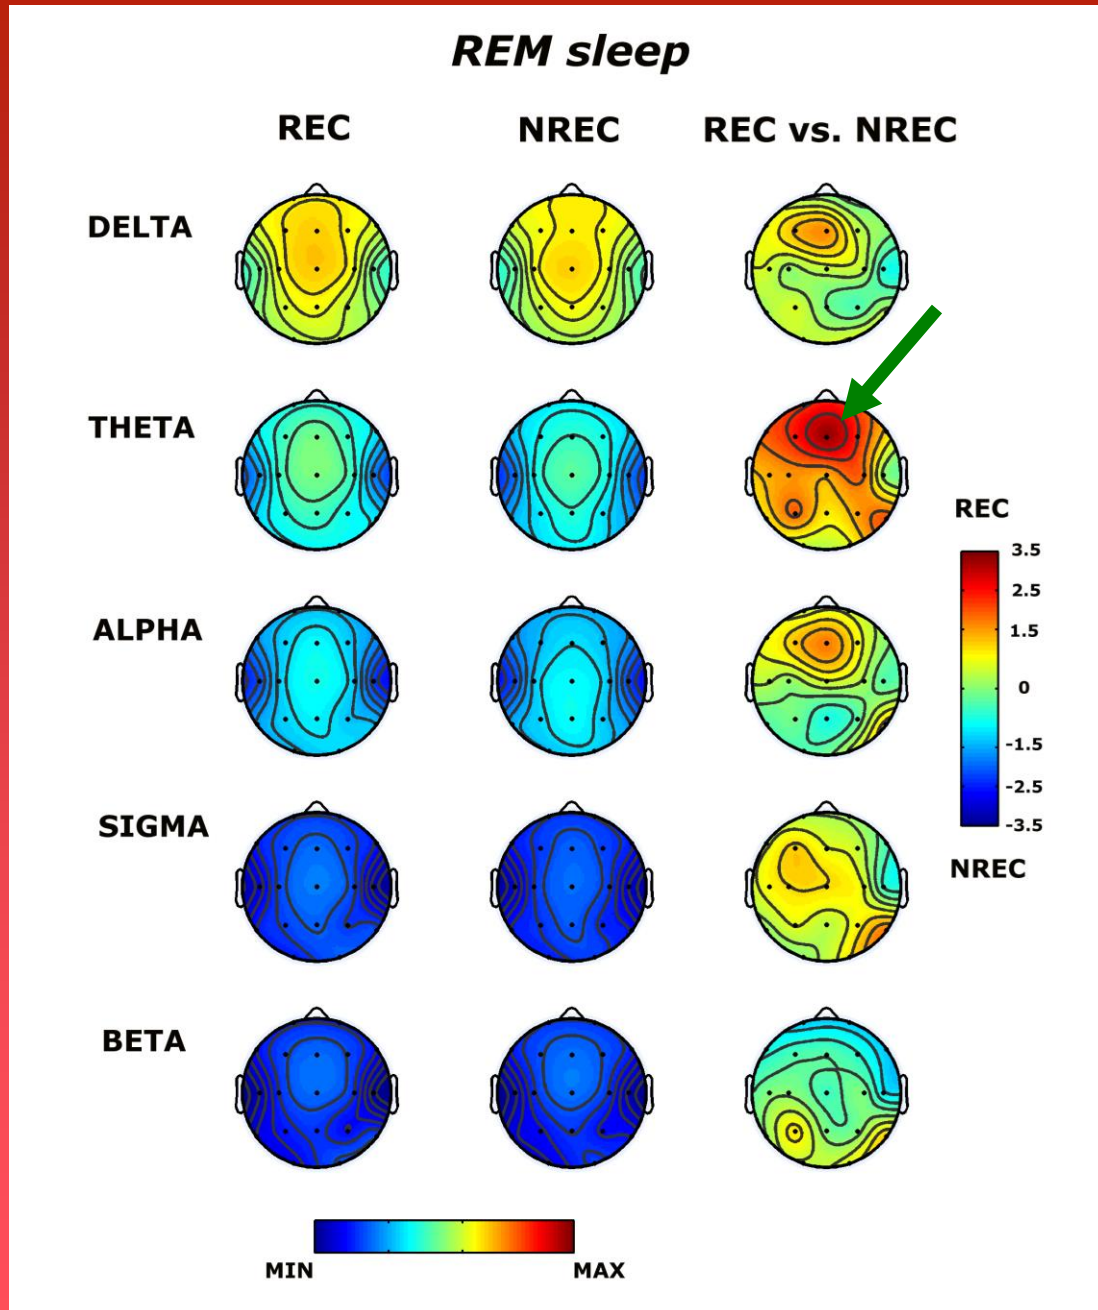 REM sleep
REC NREC REC vs. NREC
DELTA
THETA
REC
3.5
2.5
1.5
0
-1.5
-2.5
-3.5
NREC
ALPHA
SIGMA
BETA
MIN MAX